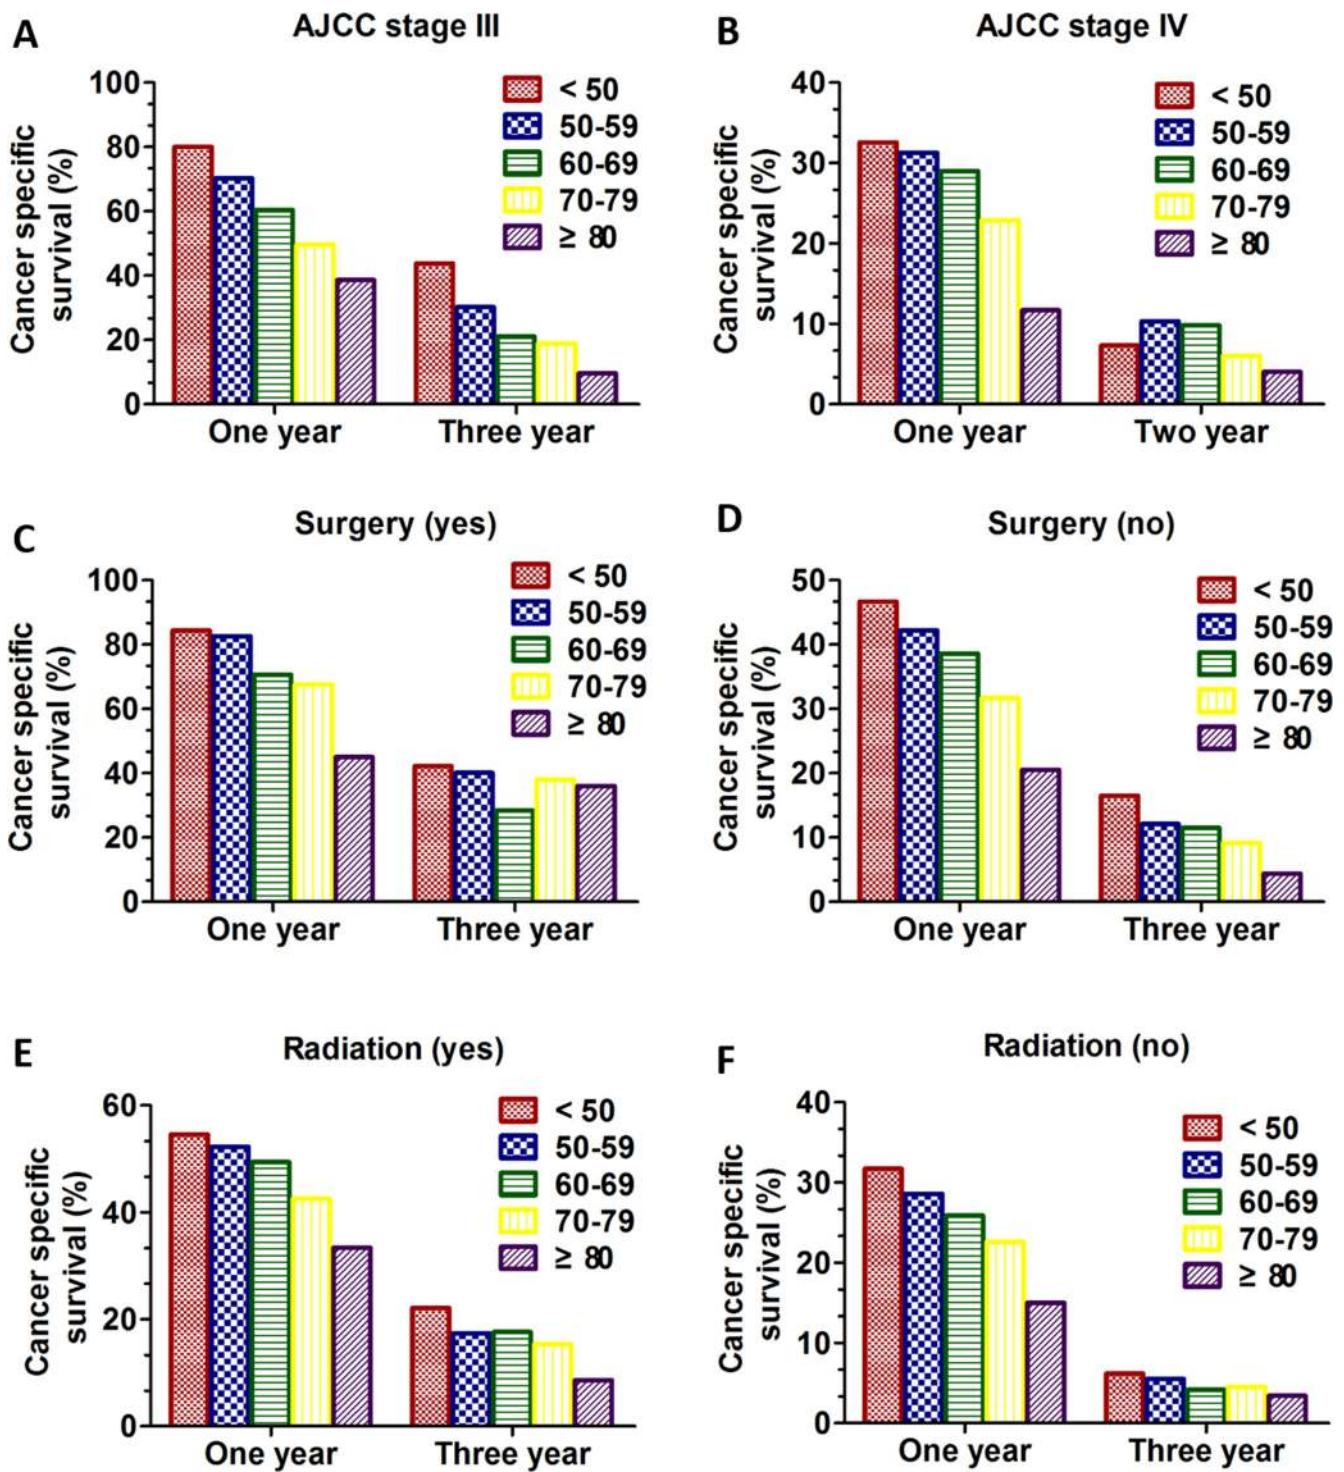 A
AJCC stage III
Cancer specific
survival (%)
100
80
60
40
20
0
< 50
50-59
60-69
70-79
≥ 80
One year
Three year
B
AJCC stage IV
Cancer specific
survival (%)
40
30
20
10
0
< 50
50-59
60-69
70-79
≥ 80
One year
Two year
C
Surgery (yes)
Cancer specific
survival (%)
100
80
60
40
20
0
< 50
50-59
60-69
70-79
≥ 80
One year
Three year
D
Surgery (no)
Cancer specific
survival (%)
50
40
30
20
10
0
< 50
50-59
60-69
70-79
≥ 80
One year
Three year
E
Radiation (yes)
Cancer specific
survival (%)
60
40
20
0
< 50
50-59
60-69
70-79
≥ 80
One year
Three year
F
Radiation (no)
Cancer specific
survival (%)
40
30
20
10
0
< 50
50-59
60-69
70-79
≥ 80
One year
Three year